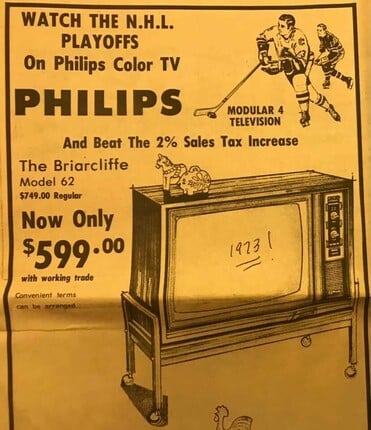 WATCH THE N.H.L.
PLAYOFFS
On Philips Color TV
PHILIPS
MODULAR 4
TELEVISION
And Beat The 2% Sales Tax Increase
The Briarcliffe
Model 62
$749.00 Regular
Now Only
$599.00
with working trade
Convenient terms
can be arranged.
1973!